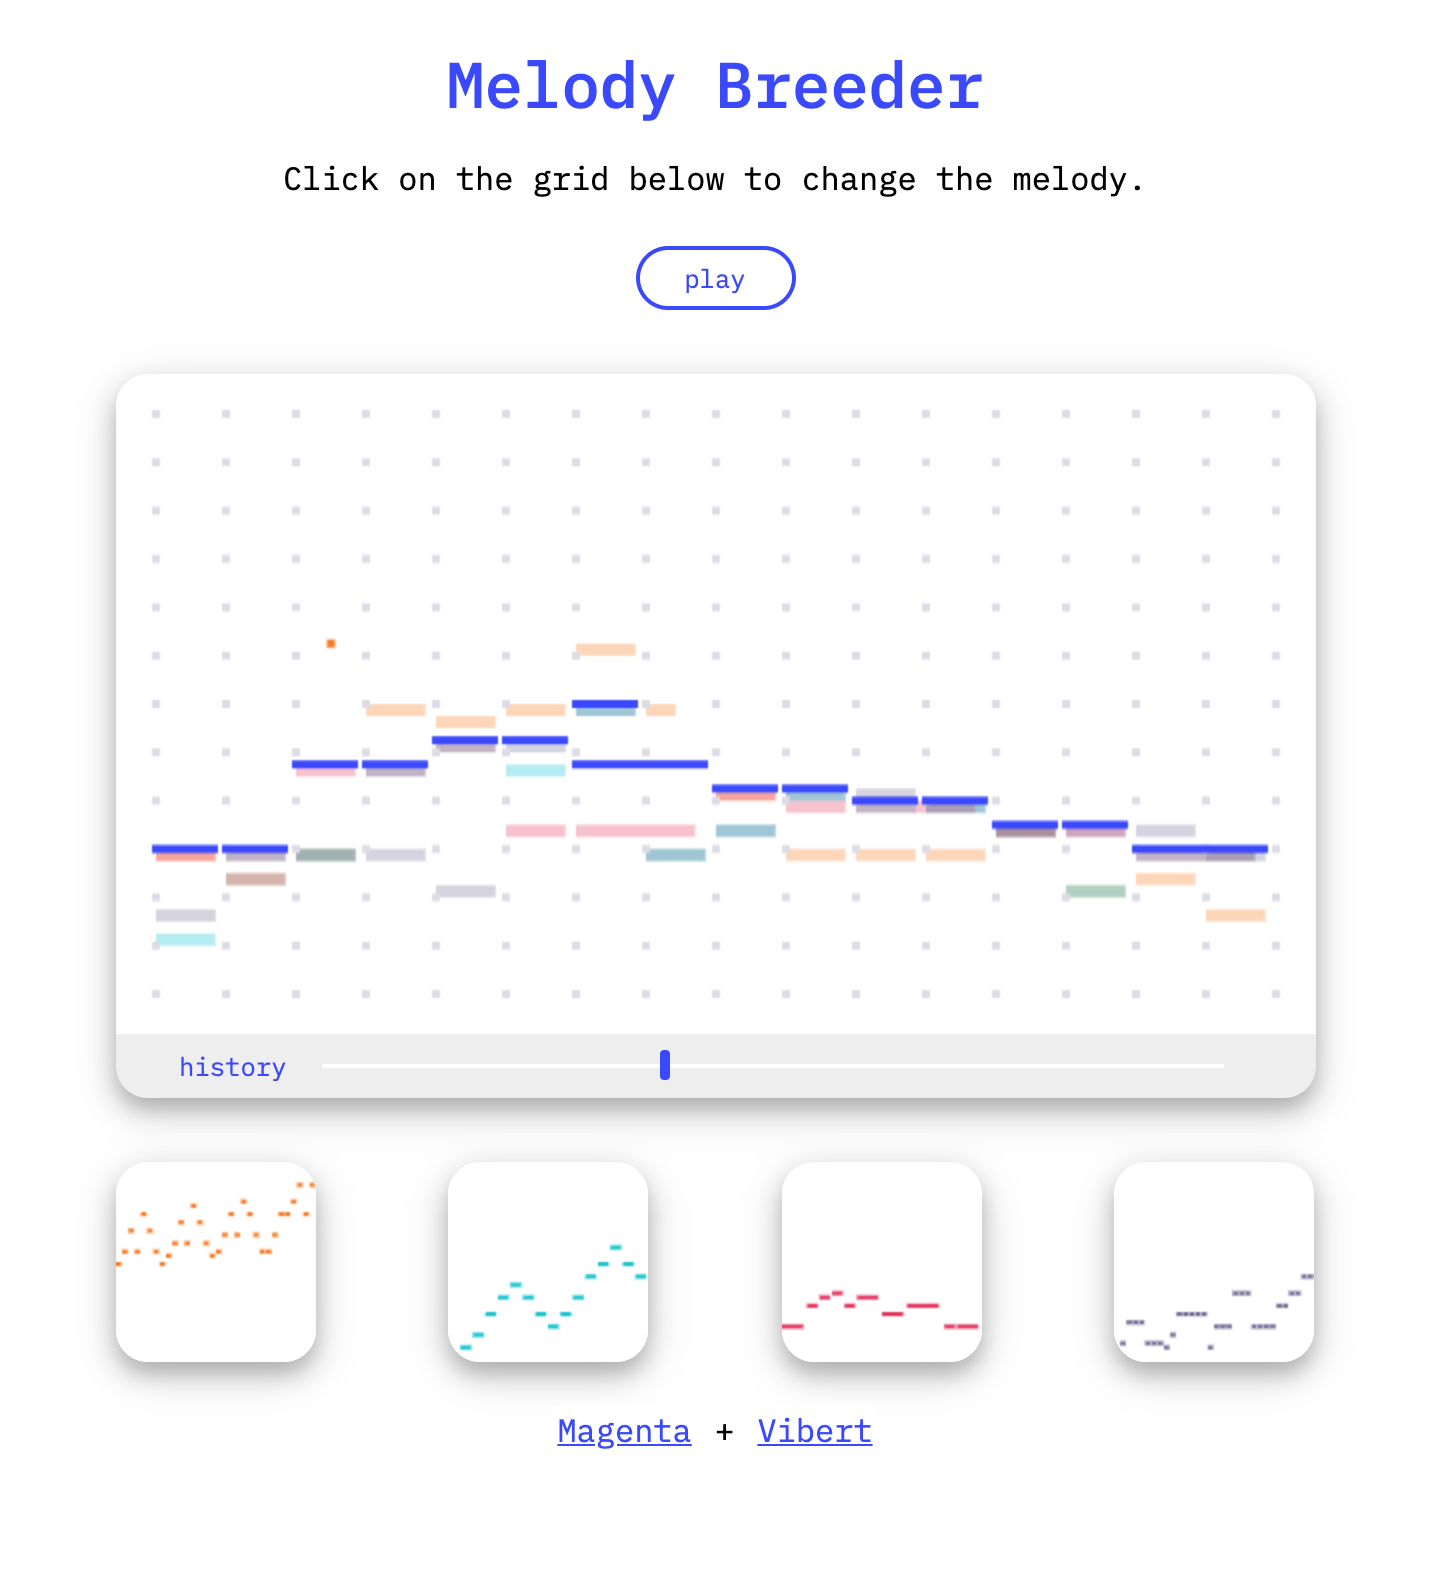 Melody Breeder
Click on the grid below to change the melody.
play
history
Magenta + Vibert